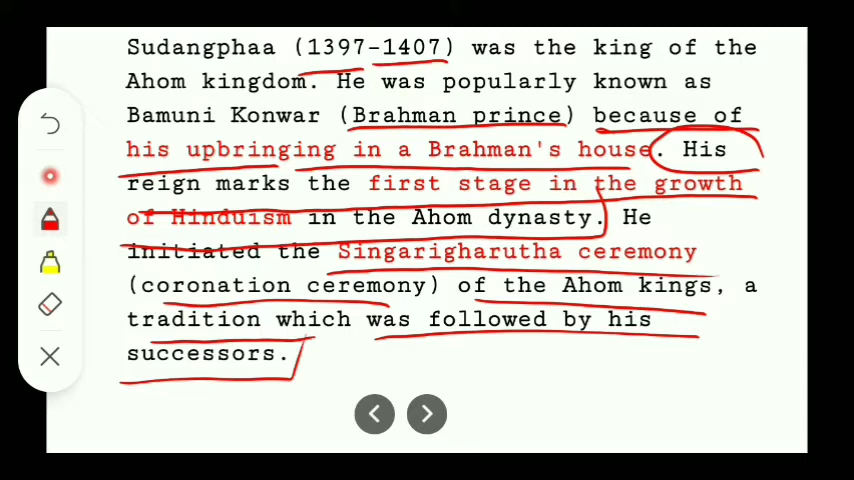 Sudangphaa (1397-1407) was the king of the
Ahom kingdom. He was popularly known as
Bamuni Konwar (Brahman prince) because of
his upbringing in a Brahman's house. His
reign marks the first stage in the growth
of Hinduism in the Ahom dynasty. He
initiated the Singarigharutha ceremony
(coronation ceremony) of the Ahom kings, a
tradition which was followed by his
successors.